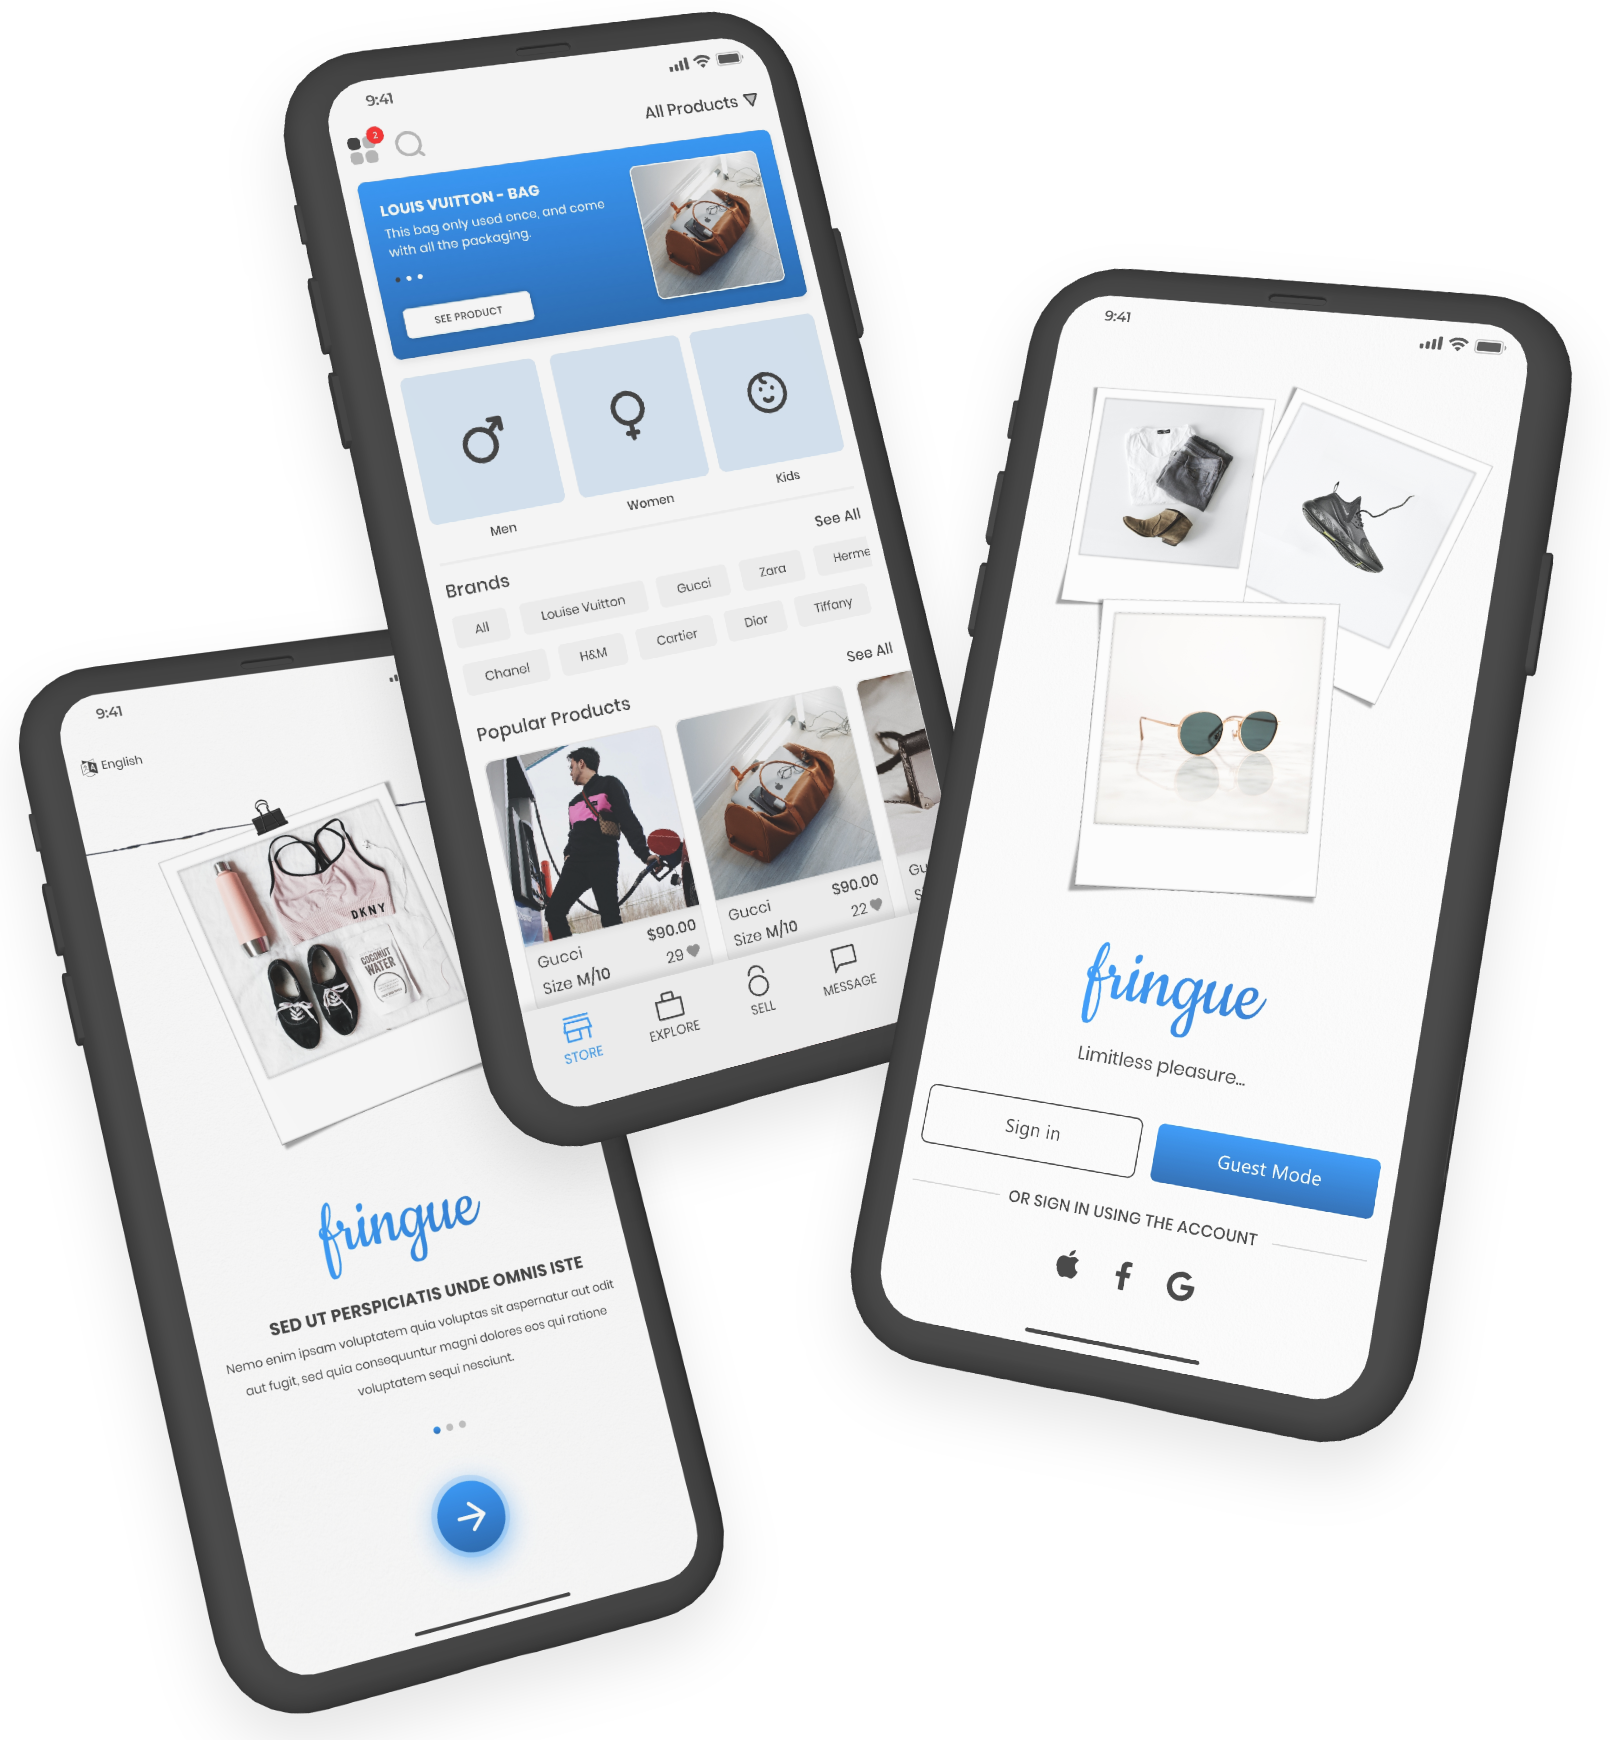 9:41
All Products
2
LOUIS VUITTON - BAG
This bag only used once, and come
with all the packaging.
SEE PRODUCT
Men
Women
Kids
See All
Brands
All
Louise Vuitton
Gucci
Zara
Herme
Chanel
H&M
Cartier
Dior
Tiffany
See All
Popular Products
Gucci
$90.00
Size M/10
29
Gucci
$90.00
Size M/10
22
Gu
Si
STORE
EXPLORE
SELL
MESSAGE
9:41
English
DKNY
COCONUT
WATER
fringue
SED UT PERSPICIATIS UNDE OMNIS ISTE
Nemo enim ipsam voluptatem quia voluptas sit aspernatur aut odit
aut fugit, sed quia consequuntur magni dolores eos qui ratione
voluptatem sequi nesciunt.
9:41
fringue
Limitless pleasure...
Sign in
Guest Mode
OR SIGN IN USING THE ACCOUNT